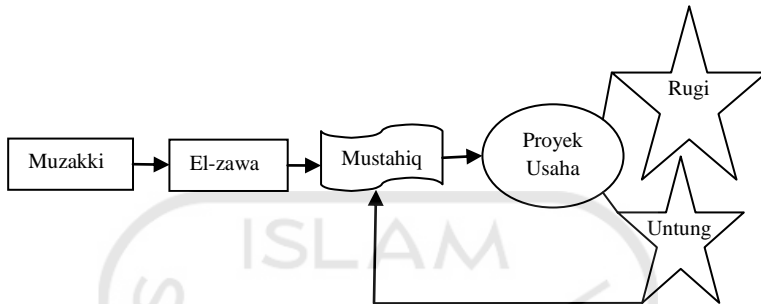 Rugi
Muzakki
El-zawa
Mustahiq
Proyek
Usaha
Untung
ISLAM